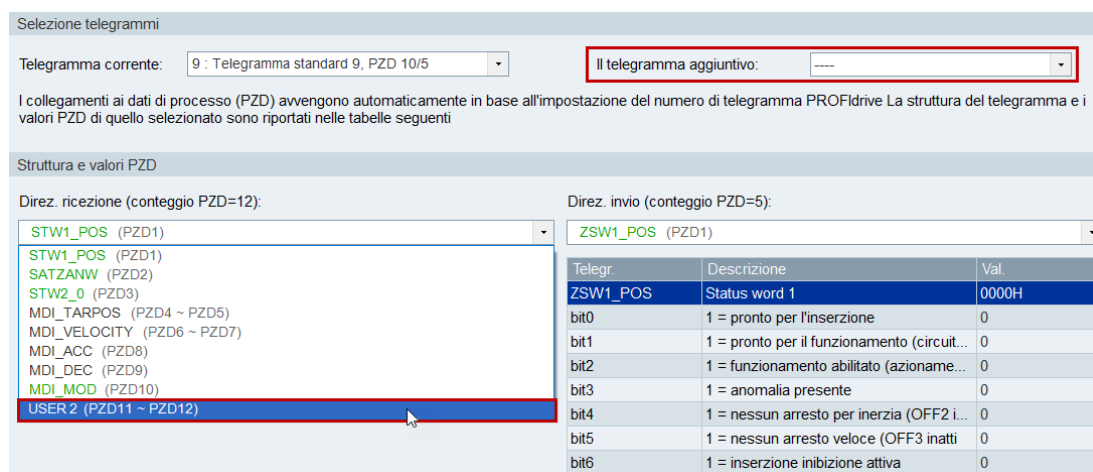 Selezione telegrammi
Telegramma corrente: 9 : Telegramma standard 9, PZD 10/5 Il telegramma aggiuntivo: ----
I collegamenti ai dati di processo (PZD) avvengono automaticamente in base all'impostazione del numero di telegramma PROFIdrive La struttura del telegramma e i
valori PZD di quello selezionato sono riportati nelle tabelle seguenti
Struttura e valori PZD
Direz. ricezione (conteggio PZD=12): Direz. invio (conteggio PZD=5):
STW1_POS (PZD1) ZSW1_POS (PZD1)
STW1_POS (PZD1)
SATZANW (PZD2)
STW2_0 (PZD3)
MDI_TARPOS (PZD4 ~ PZD5)
MDI_VELOCITY (PZD6 ~ PZD7)
MDI_ACC (PZD8)
MDI_DEC (PZD9)
MDI_MOD (PZD10)
USER 2 (PZD11 ~ PZD12)
Telegr. Descrizione Val.
ZSW1_POS Status word 1 0000H
bit0 1 = pronto per l'inserzione 0
bit1 1 = pronto per il funzionamento (circuit... 0
bit2 1 = funzionamento abilitato (azioname... 0
bit3 1 = anomalia presente 0
bit4 1 = nessun arresto per inerzia (OFF2 i... 0
bit5 1 = nessun arresto veloce (OFF3 inatti 0
bit6 1 = inserzione inibizione attiva 0